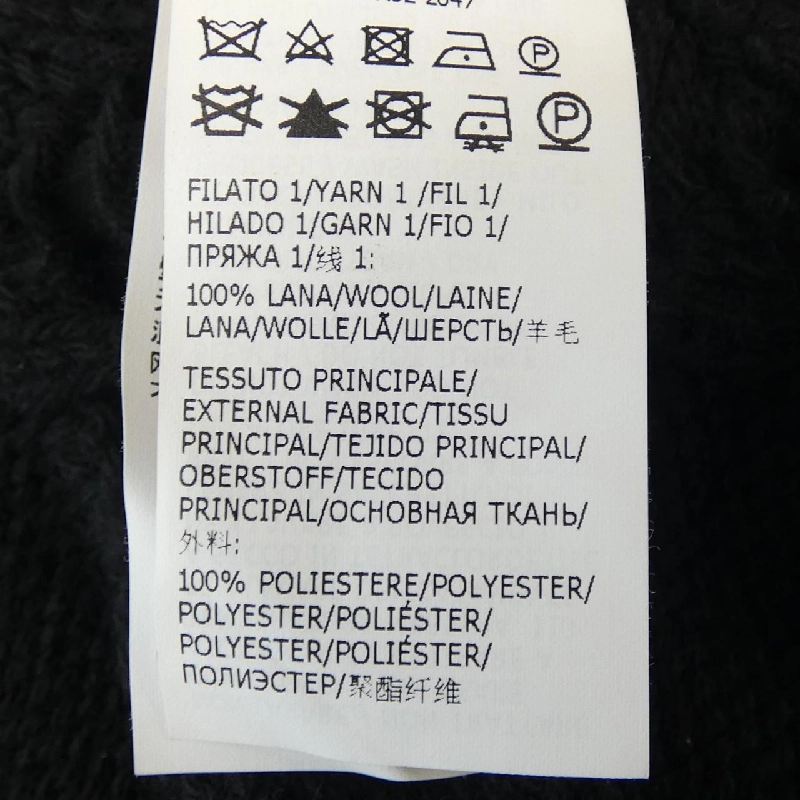 P
P
FILATO 1/YARN 1 /FIL 1/
HILADO 1/GARN 1/FIO 1/
ПРЯЖА 1/线 1:
100% LANA/WOOL/LAINE/
LANA/WOLLE/LÃ/ШЕРСТЬ/羊毛
TESSUTO PRINCIPALE/
EXTERNAL FABRIC/TISSU
PRINCIPAL/TEJIDO PRINCIPAL/
OBERSTOFF/TECIDO
PRINCIPAL/ОСНОВНАЯ ТКАНЬ/
外料:
100% POLIESTERE/POLYESTER/
POLYESTER/POLIÉSTER/
POLYESTER/POLIÉSTER/
ПОЛИЭСТЕР/聚酯纤维